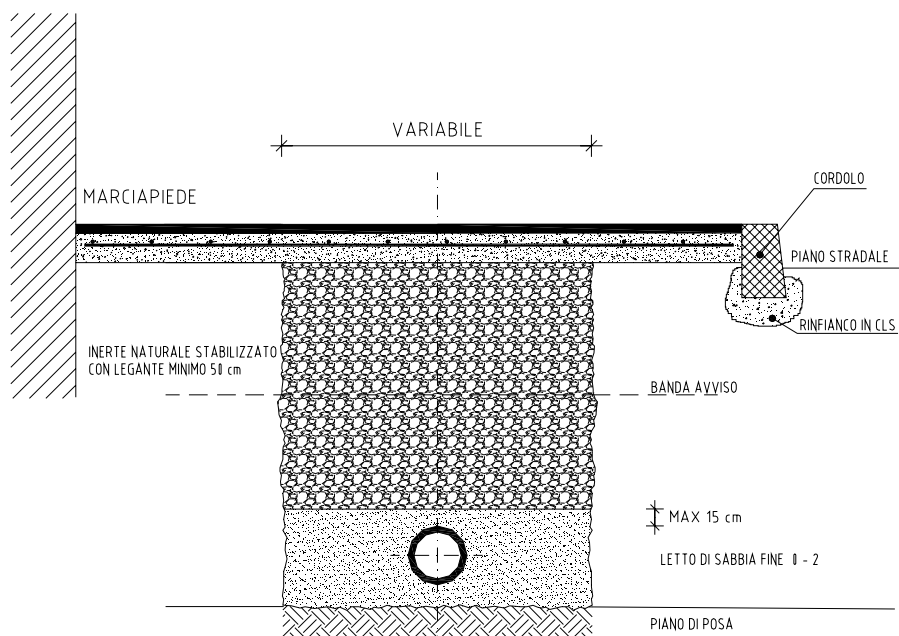 VARIABILE
CORDOLO
MARCIAPIEDE
PIANO STRADALE
RINFIANCO IN CLS
INERTE NATURALE STABILIZZATO
CON LEGANTE MINIMO 50 cm
BANDA AVVISO
MAX 15 cm
LETTO DI SABBIA FINE 0 - 2
PIANO DI POSA